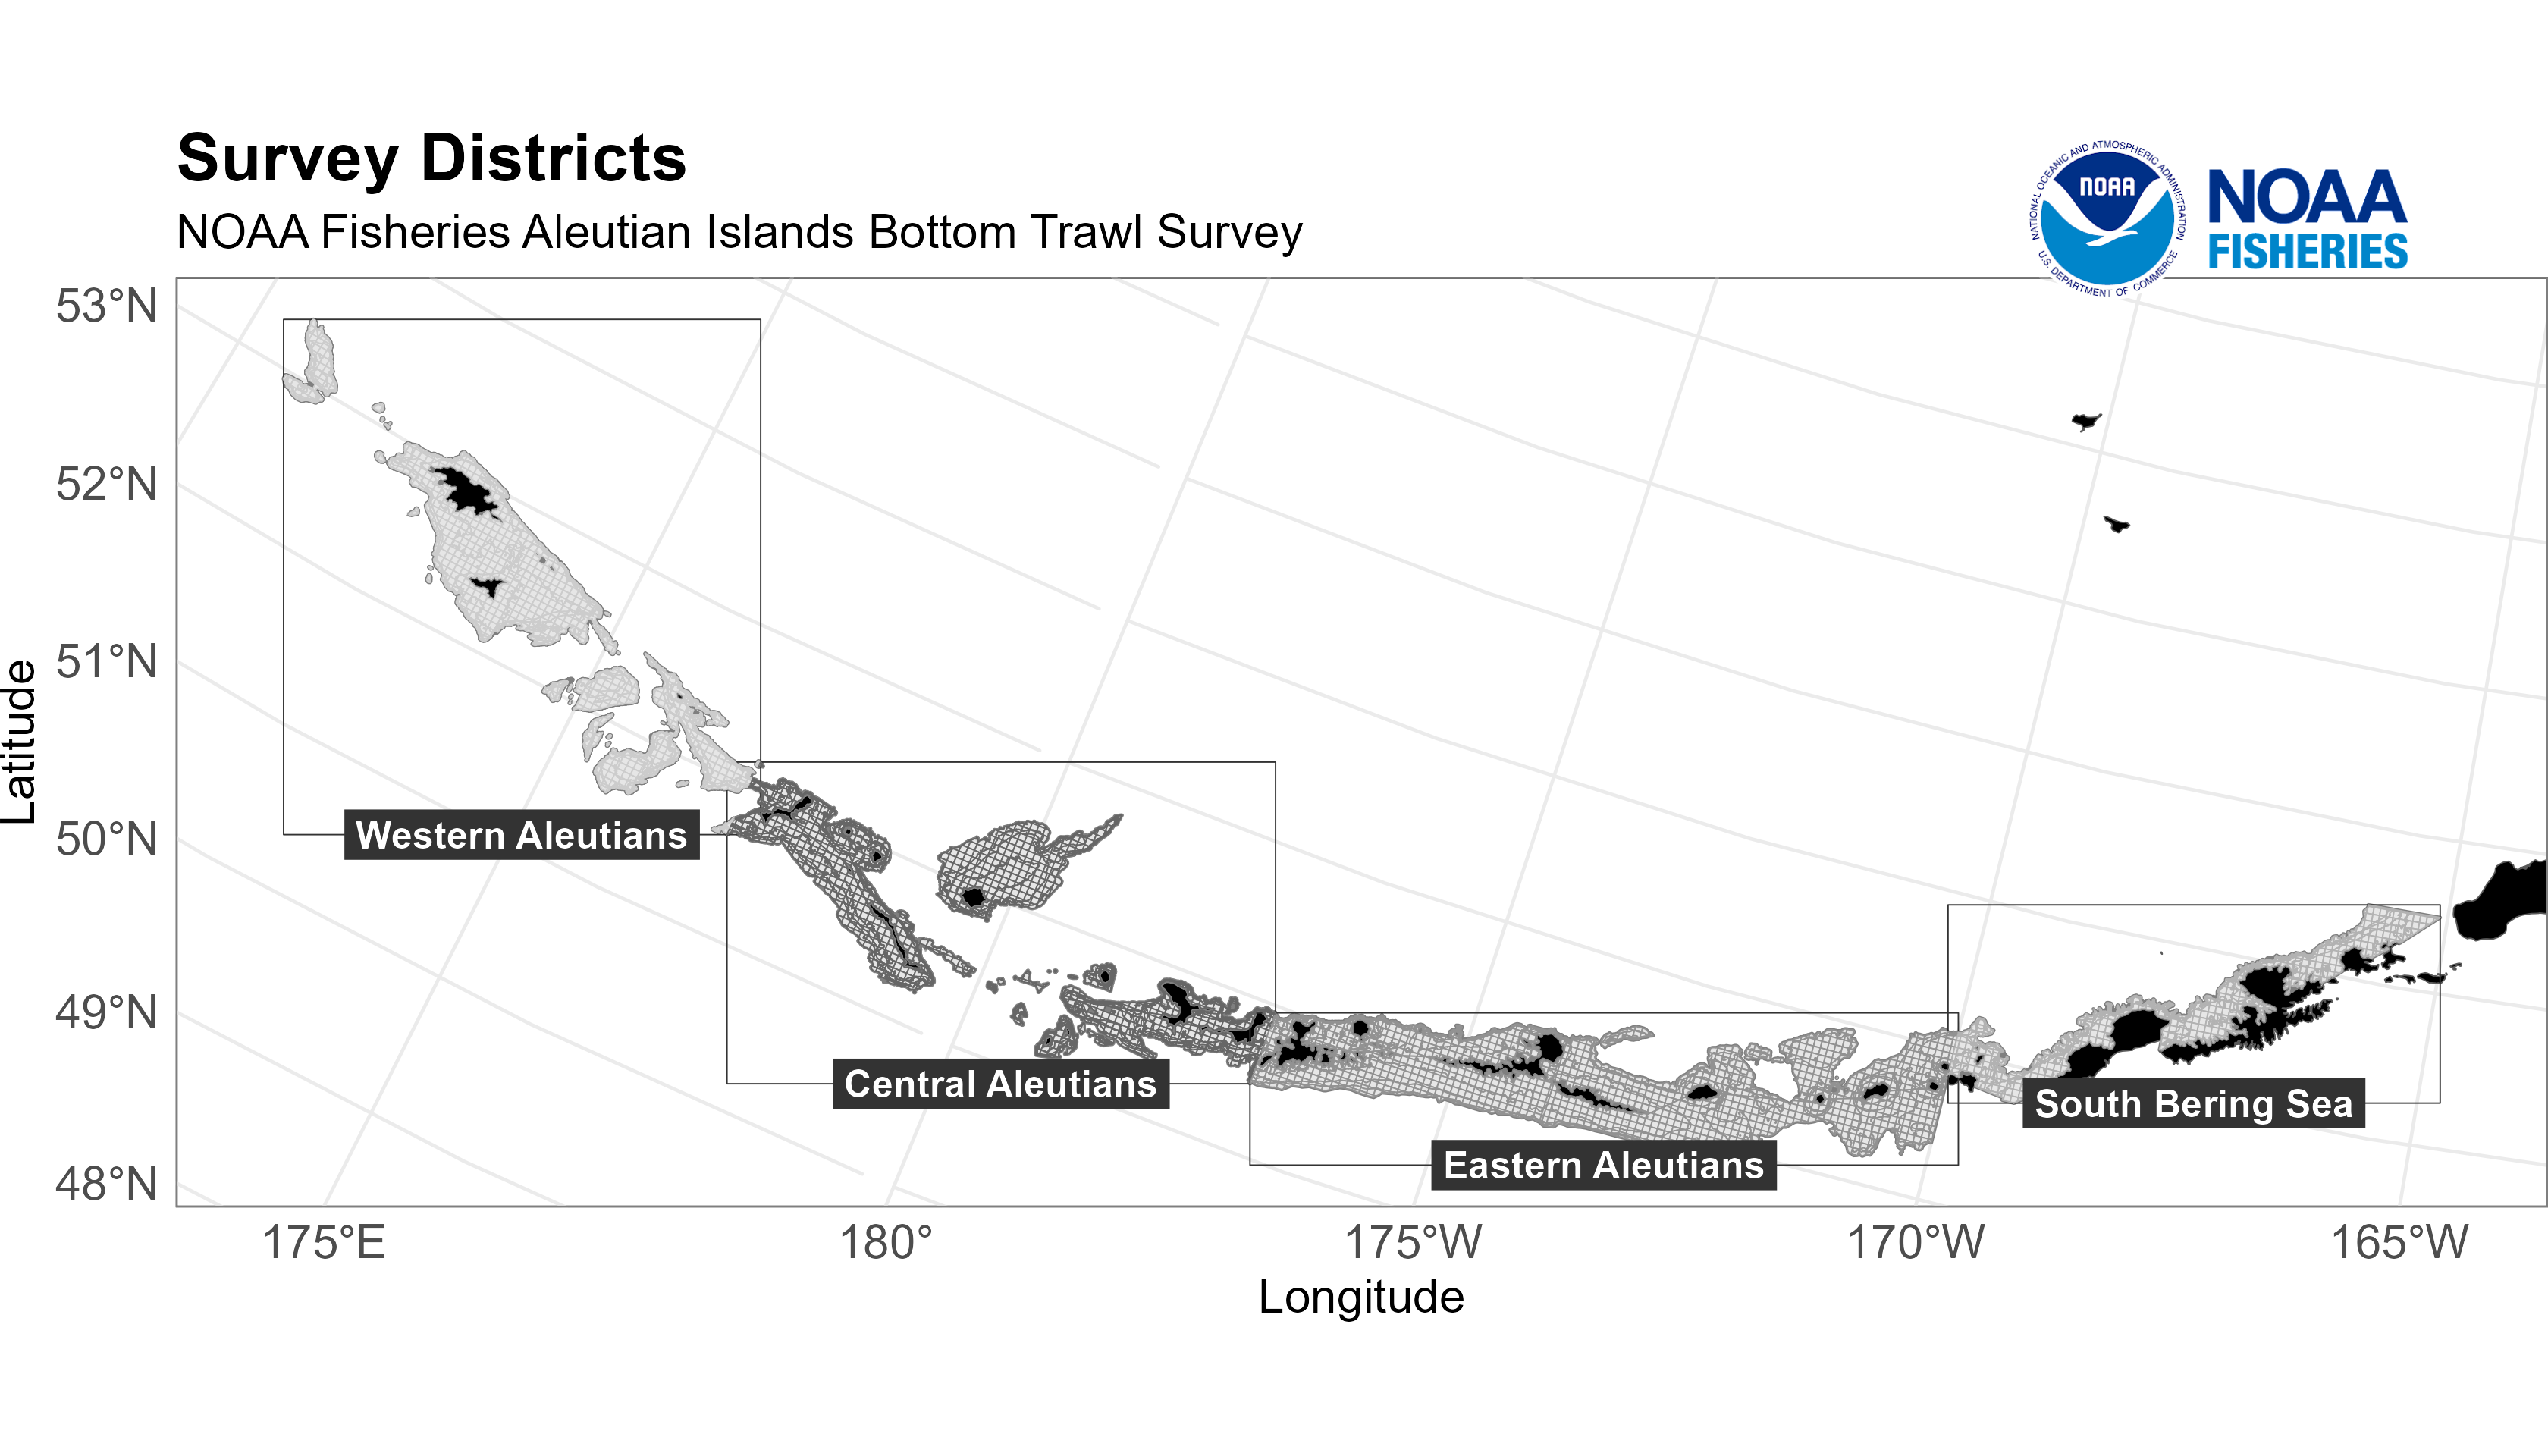 Survey Districts
NOAA Fisheries Aleutian Islands Bottom Trawl Survey
NATIONAL OCEANIC AND ATMOSPHERIC ADMINISTRATION
U.S. DEPARTMENT OF COMMERCE
NOAA
NOAA
FISHERIES
53°N
52°N
51°N
50°N
49°N
48°N
Latitude
Western Aleutians
Central Aleutians
Eastern Aleutians
South Bering Sea
175°E
180°
175°W
170°W
165°W
Longitude